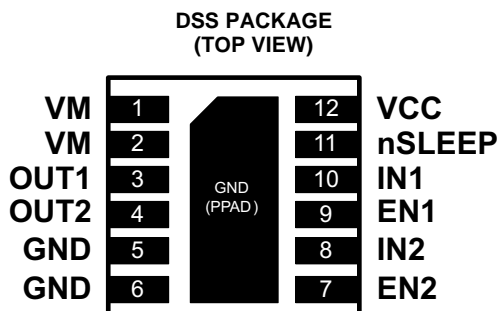 DSS PACKAGE
(TOP VIEW)
VM 1 12 VCC
VM 2 11 nSLEEP
OUT1 3 10 IN1
OUT2 4 9 EN1
GND 5 8 IN2
GND 6 7 EN2
GND
(PPAD)